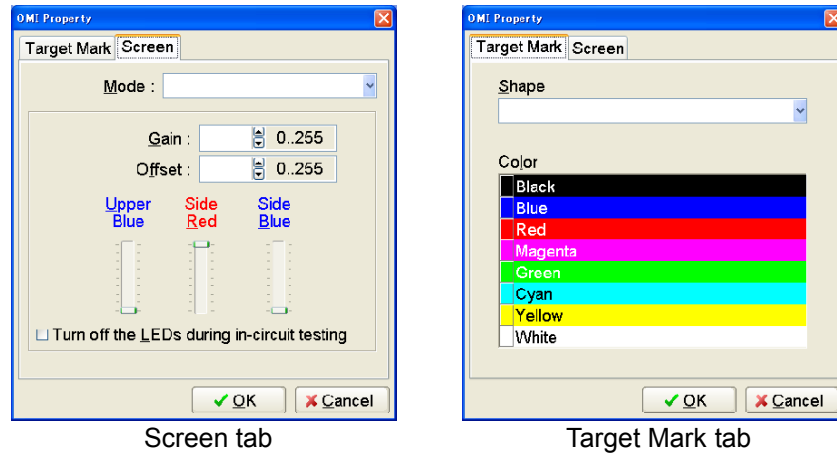 OMI Property
Target Mark Screen
Mode :
Gain : 0..255
Offset : 0..255
Upper Blue
Side Red
Side Blue
Turn off the LEDs during in-circuit testing
OK Cancel
Screen tab
OMI Property
Target Mark Screen
Shape
Color
Black
Blue
Red
Magenta
Green
Cyan
Yellow
White
OK Cancel
Target Mark tab